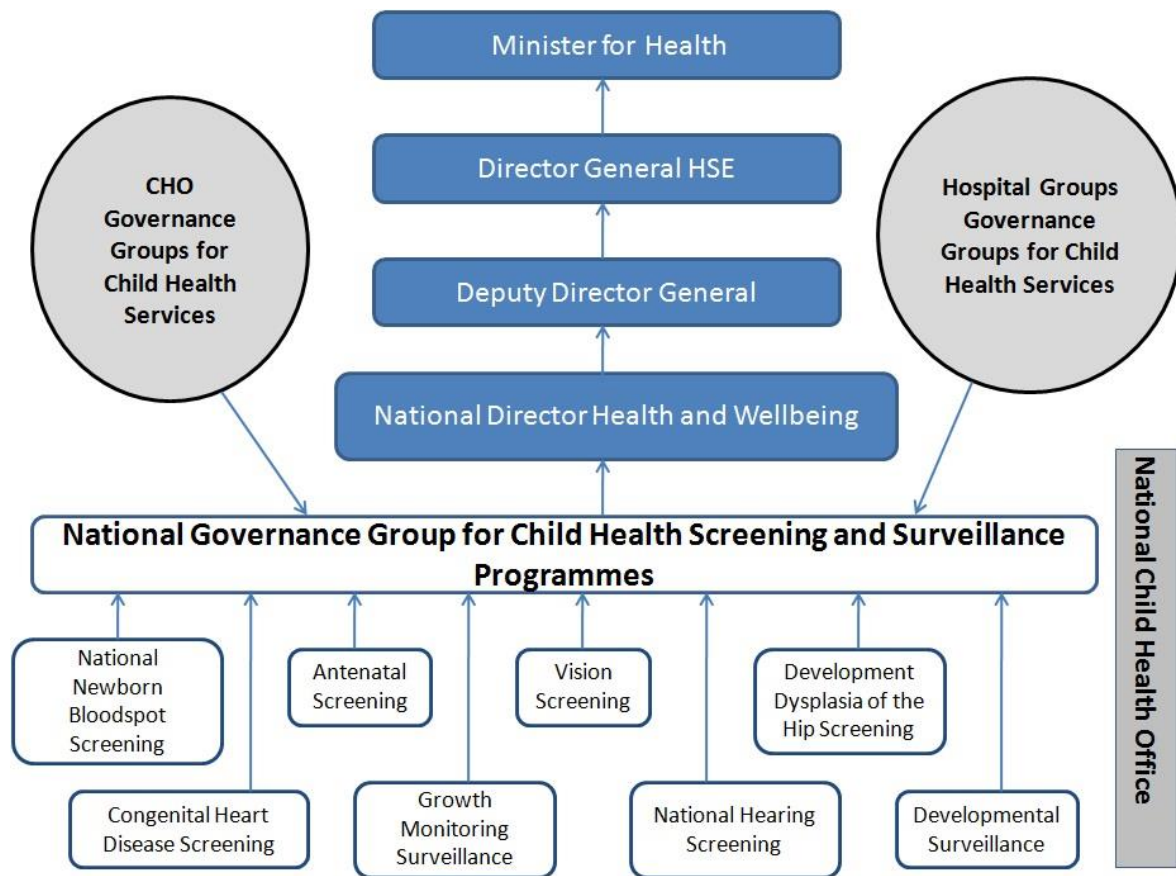 Minister for Health
Director General HSE
CHO
Governance
Groups for
Child Health
Services
Hospital Groups
Governance
Groups for Child
Health Services
Deputy Director General
National Director Health and Wellbeing
National Child Health Office
National Governance Group for Child Health Screening and Surveillance
Programmes
National
Newborn
Bloodspot
Screening
Antenatal
Screening
Vision
Screening
Development
Dysplasia of the
Hip Screening
Congenital Heart
Disease Screening
Growth
Monitoring
Surveillance
National Hearing
Screening
Developmental
Surveillance